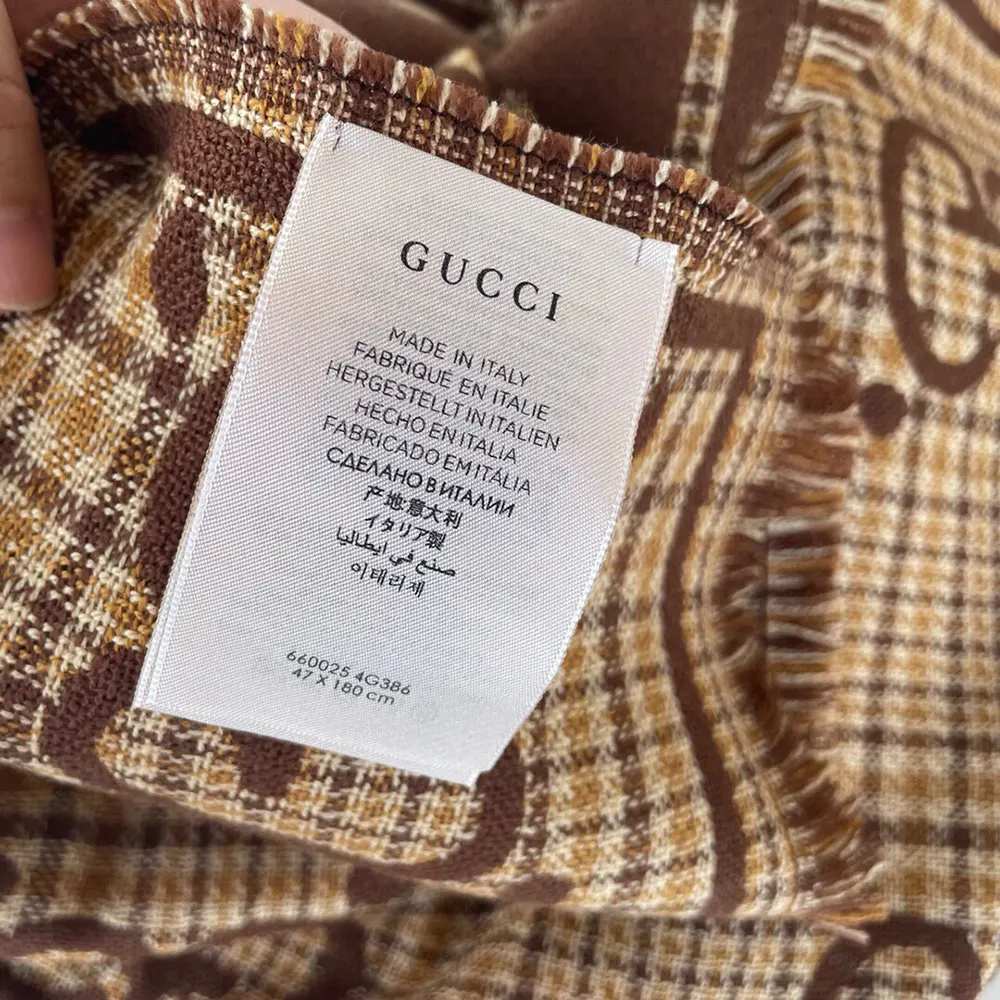 GUCCI
MADE IN ITALY
FABRIQUÉ EN ITALIE
HERGESTELLT IN ITALIEN
HECHO EN ITALIA
FABRICADO EM ITALIA
СДЕЛАНО В ИТАЛИИ
产地意大利
イタリア製
صنع في ايطاليا
이태리제
660025 4G386
47 X 180 cm